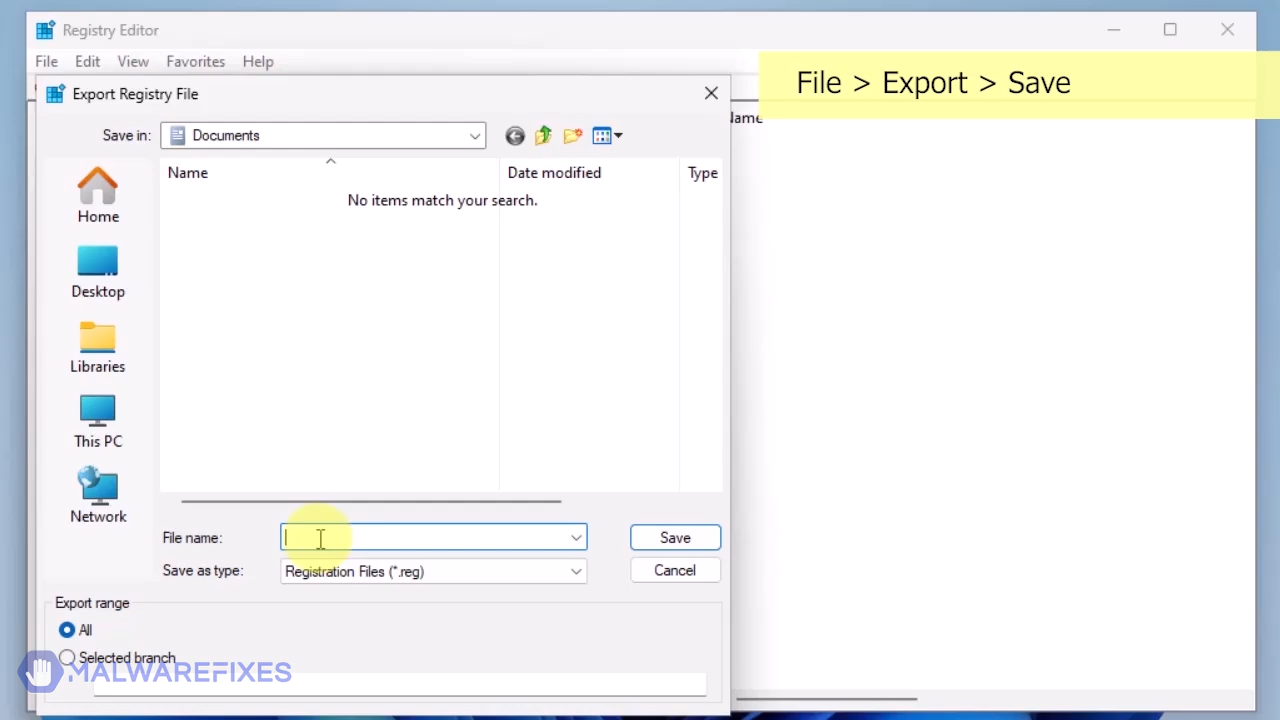 Registry Editor
File Edit View Favorites Help
File > Export > Save
Export Registry File
Save in: Documents
Name
Name Date modified Type
No items match your search.
Home
Desktop
Libraries
This PC
Network
File name: Save
Save as type: Registration Files (*.reg) Cancel
Export range
All
Selected branch
MALWAREFIXES